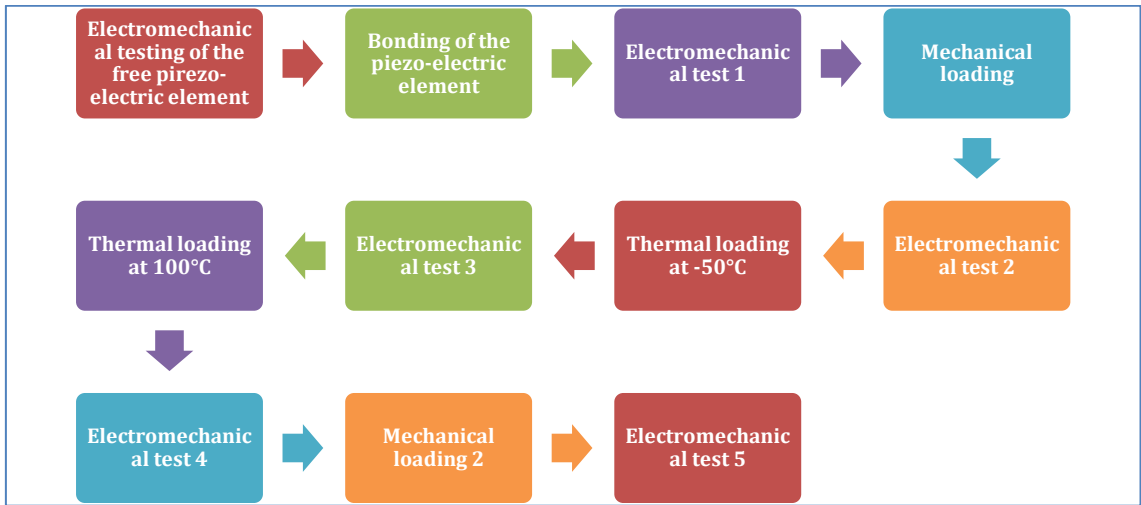 Electromechanic
al testing of the
free pirezo-
electric element
Bonding of the
piezo-electric
element
Electromechanic
al test 1
Mechanical
loading
Electromechanic
al test 2
Thermal loading
at -50°C
Electromechanic
al test 3
Thermal loading
at 100°C
Electromechanic
al test 4
Mechanical
loading 2
Electromechanic
al test 5